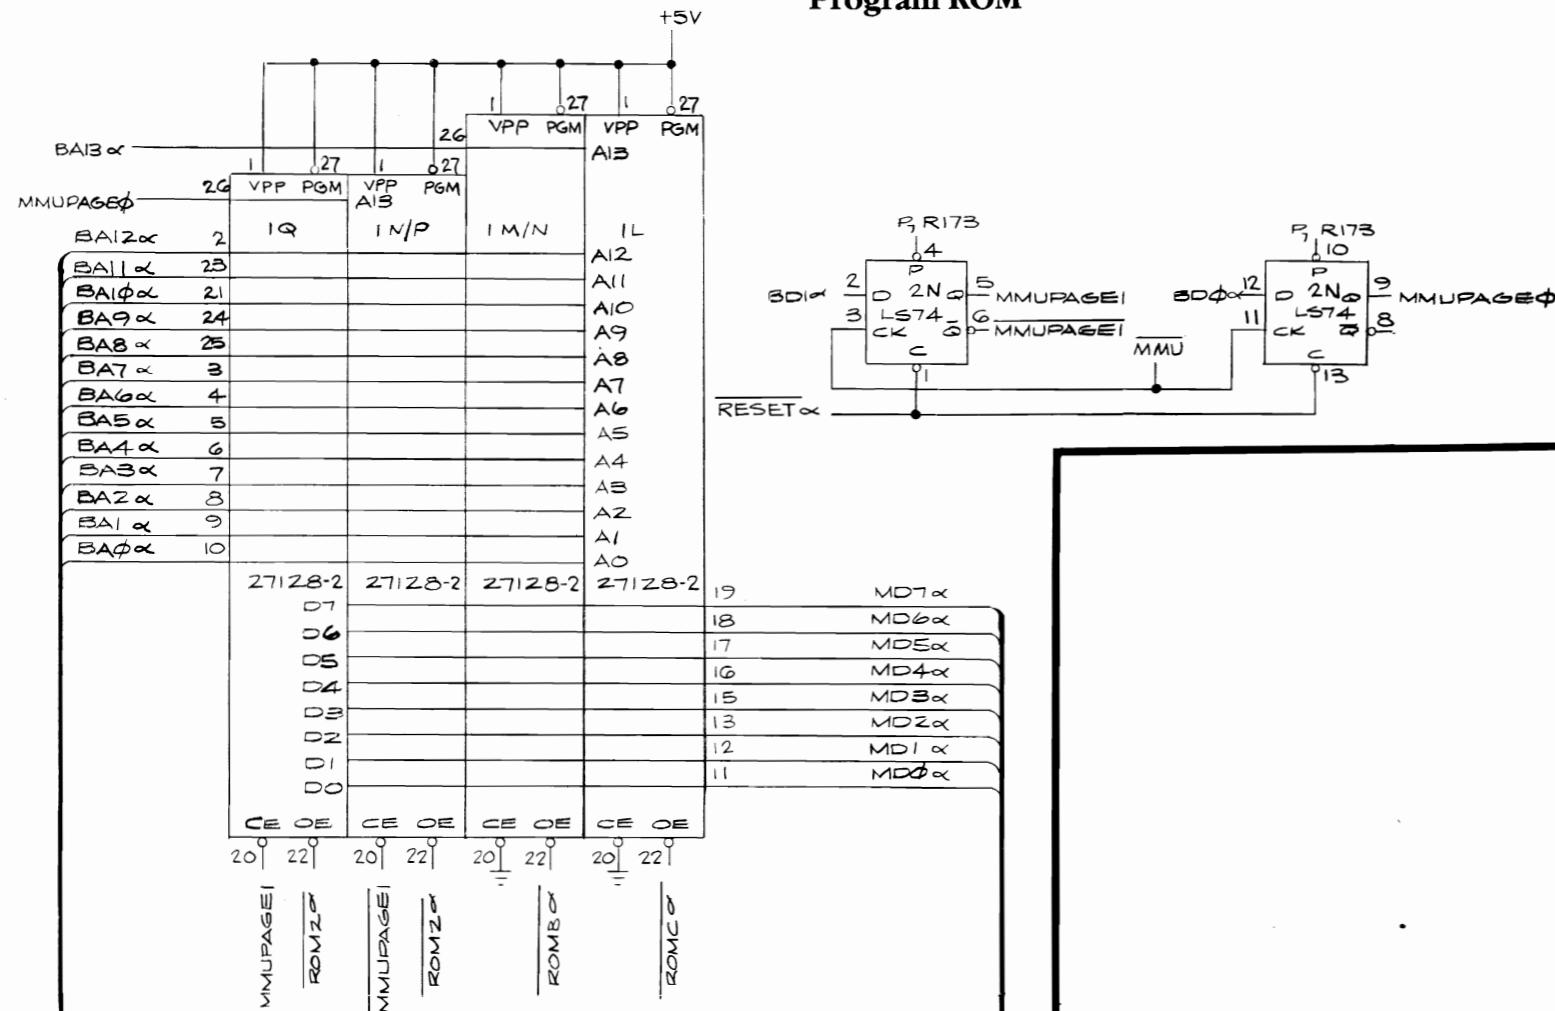 Program ROM
+5V
1 27 1 27
VPP PGM VPP PGM
26
BA13α
A13
1 27 1 27
VPP PGM VPP PGM
26
MMUPAGEϕ
A13
1Q 1N/P 1M/N 1L
BA12α 2 A12
BA11α 23 A11
BA1ϕα 21 A10
BA9α 24 A9
BA8α 25 A8
BA7α 3 A7
BA6α 4 A6
BA5α 5 A5
BA4α 6 A4
BA3α 7 A3
BA2α 8 A2
BA1α 9 A1
BAϕα 10 A0
27128-2 27128-2 27128-2 27128-2
D7 19 MD7α
D6 18 MD6α
D5 17 MD5α
D4 16 MD4α
D3 15 MD3α
D2 13 MD2α
D1 12 MD1α
D0 11 MDϕα
CE OE CE OE CE OE CE OE
20 22 20 22 20 22 20 22
MMUPAGE1
ROM2α
MMUPAGE1
ROM2α
ROMBα
ROMCα
P, R173
4
P
BD1α 2 D 2N Q 5 MMUPAGE1
LS74
3 CK Q 6 MMUPAGE1
C
1
MMU
RESETα
P, R173
10
P
BDϕα 12 D 2N Q 9 MMUPAGEϕ
LS74
11 CK Q 8
C
13